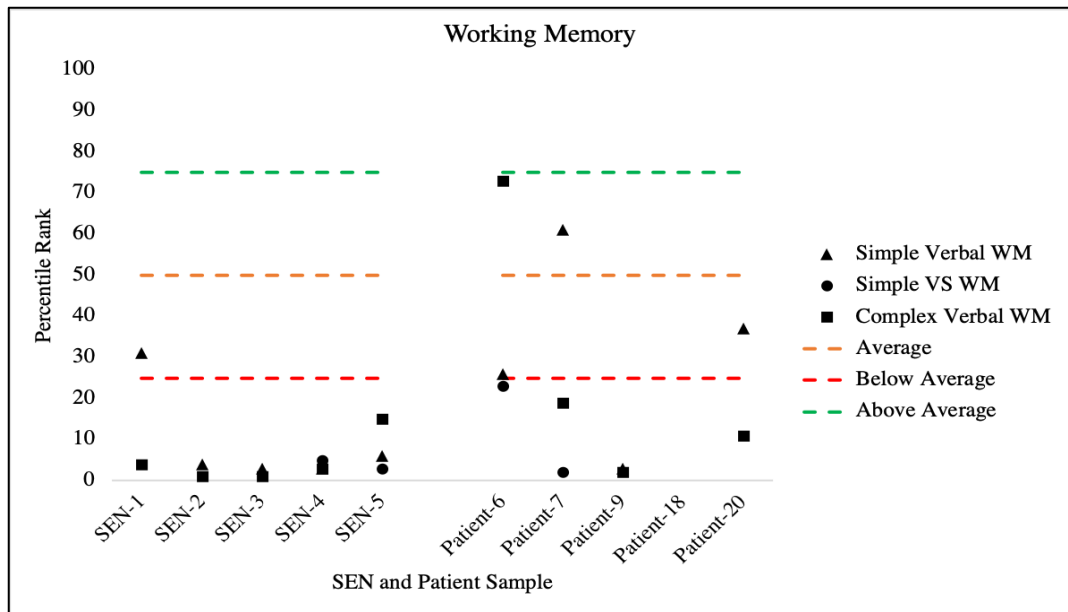 Working Memory
100
90
80
70
60
50
40
30
20
10
0
Percentile Rank
SEN-1
SEN-2
SEN-3
SEN-4
SEN-5
Patient-6
Patient-7
Patient-9
Patient-18
Patient-20
SEN and Patient Sample
Simple Verbal WM
Simple VS WM
Complex Verbal WM
Average
Below Average
Above Average